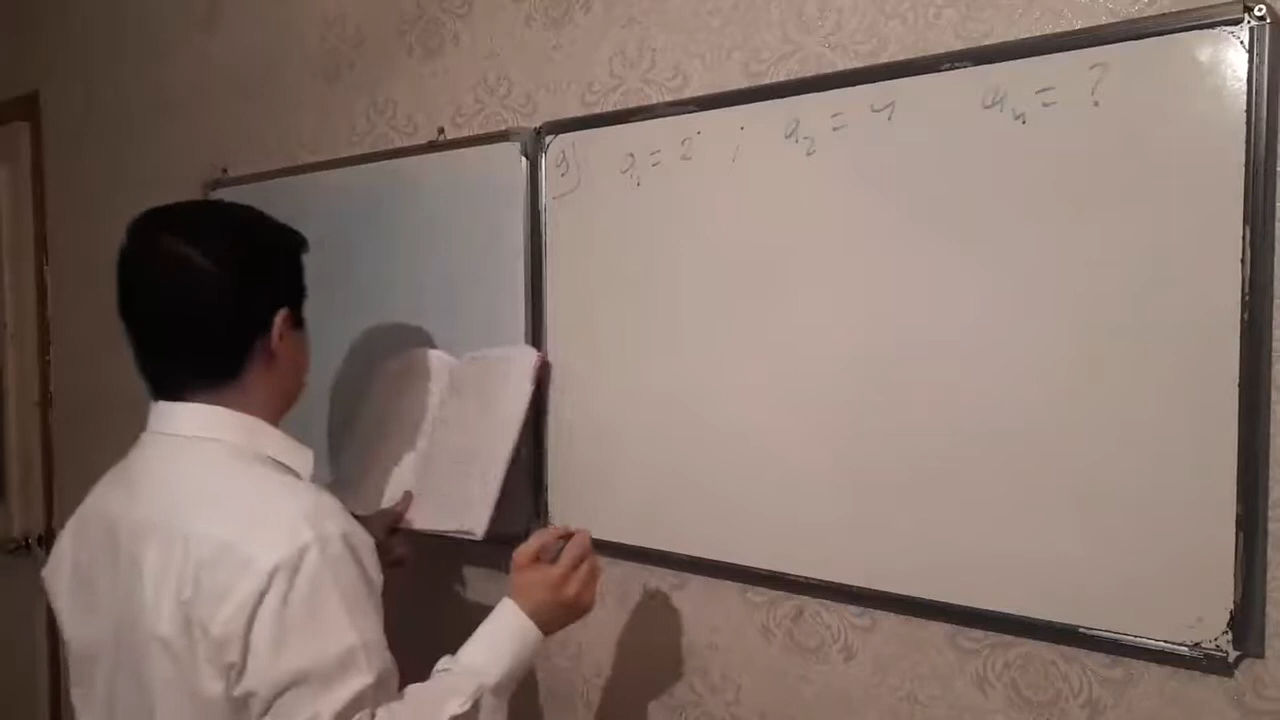 9) a₁ = 2 ; a₂ = 4 aₙ = ?